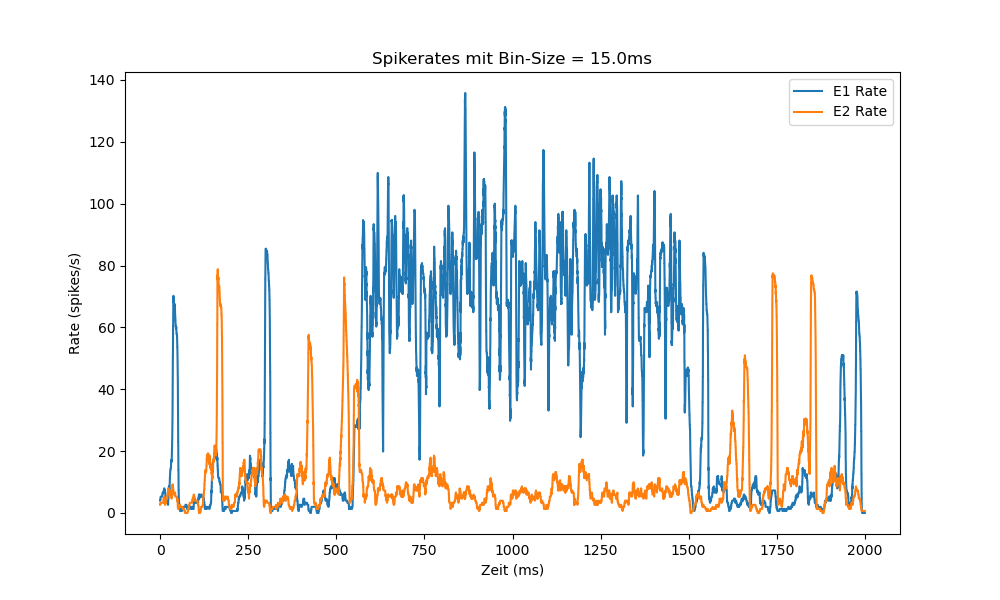 Spikerates mit Bin-Size = 15.0ms
E1 Rate
E2 Rate
Rate (spikes/s)
140
120
100
80
60
40
20
0
0 250 500 750 1000 1250 1500 1750 2000
Zeit (ms)